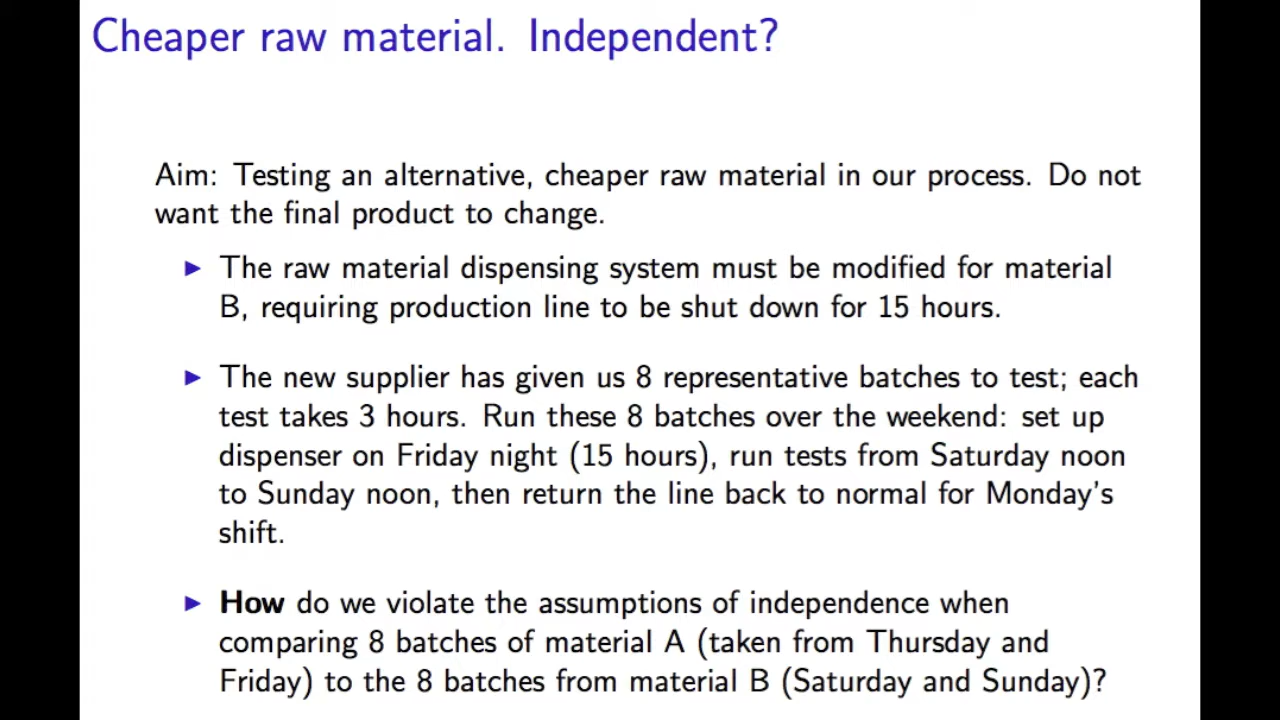 Cheaper raw material. Independent?
Aim: Testing an alternative, cheaper raw material in our process. Do not
want the final product to change.
▶ The raw material dispensing system must be modified for material
B, requiring production line to be shut down for 15 hours.
▶ The new supplier has given us 8 representative batches to test; each
test takes 3 hours. Run these 8 batches over the weekend: set up
dispenser on Friday night (15 hours), run tests from Saturday noon
to Sunday noon, then return the line back to normal for Monday's
shift.
▶ How do we violate the assumptions of independence when
comparing 8 batches of material A (taken from Thursday and
Friday) to the 8 batches from material B (Saturday and Sunday)?